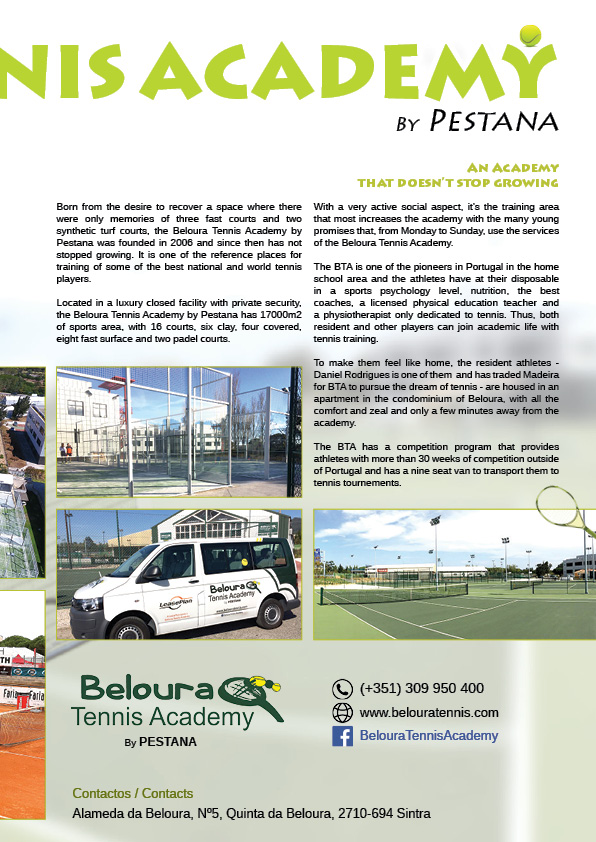 NIS ACADEMY
BY PESTANA
AN ACADEMY
THAT DOESN'T STOP GROWING
Born from the desire to recover a space where there
were only memories of three fast courts and two
synthetic turf courts, the Beloura Tennis Academy by
Pestana was founded in 2006 and since then has not
stopped growing. It is one of the reference places for
training of some of the best national and world tennis
players.
Located in a luxury closed facility with private security,
the Beloura Tennis Academy by Pestana has 17000m2
of sports area, with 16 courts, six clay, four covered,
eight fast surface and two padel courts.
With a very active social aspect, it's the training area
that most increases the academy with the many young
promises that, from Monday to Sunday, use the services
of the Beloura Tennis Academy.
The BTA is one of the pioneers in Portugal in the home
school area and the athletes have at their disposable
in a sports psychology level, nutrition, the best
coaches, a licensed physical education teacher and
a physiotherapist only dedicated to tennis. Thus, both
resident and other players can join academic life with
tennis training.
To make them feel like home, the resident athletes -
Daniel Rodrigues is one of them and has traded Madeira
for BTA to pursue the dream of tennis - are housed in an
apartment in the condominium of Beloura, with all the
comfort and zeal and only a few minutes away from the
academy.
The BTA has a competition program that provides
athletes with more than 30 weeks of competition outside
of Portugal and has a nine seat van to transport them to
tennis tournements.
LeasePlan
Beloura
Tennis Academy
Faria
Faria
Beloura
Tennis Academy
By PESTANA
(+351) 309 950 400
www.belouratennis.com
BelouraTennisAcademy
Contactos / Contacts
Alameda da Beloura, Nº5, Quinta da Beloura, 2710-694 Sintra